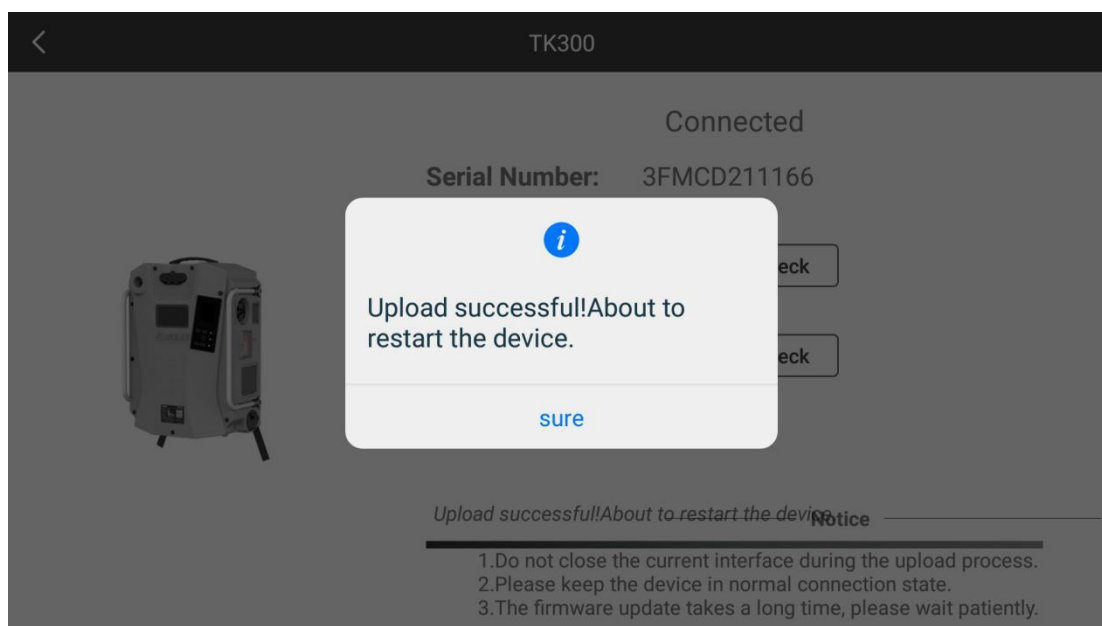 TK300
Connected
Serial Number: 3FMCD211166
eck
Upload successful!About to
restart the device.
eck
sure
Upload successful!About to restart the device
Notice
1.Do not close the current interface during the upload process.
2.Please keep the device in normal connection state.
3.The firmware update takes a long time, please wait patiently.